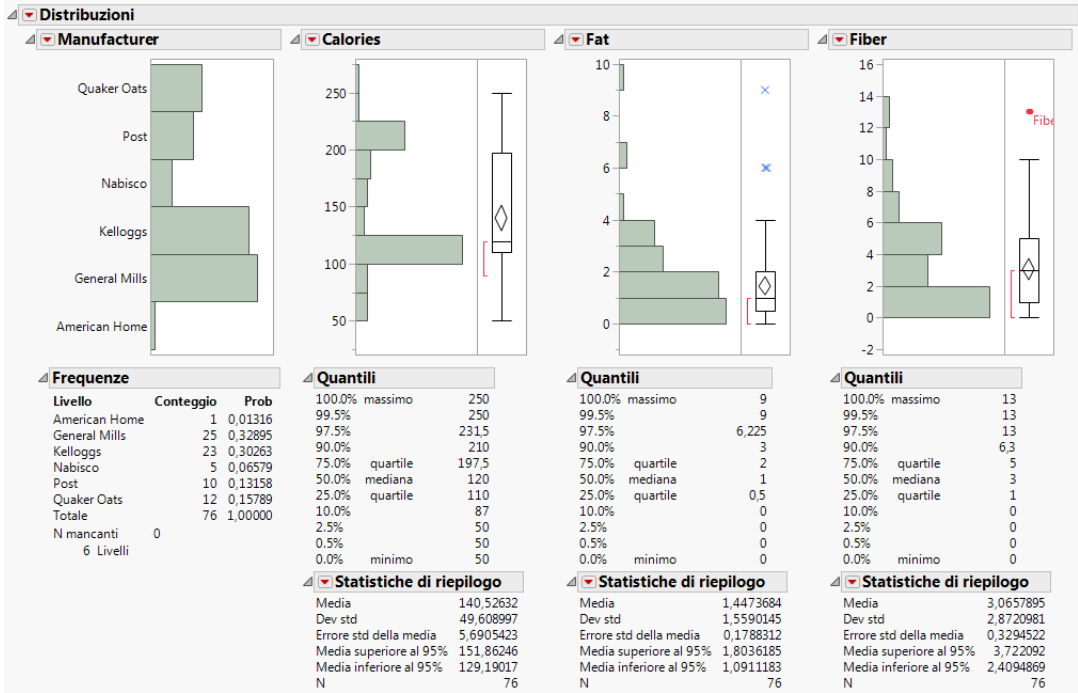 Distribuzioni
Manufacturer
Quaker Oats
Post
Nabisco
Kelloggs
General Mills
American Home
Frequenze
Livello Conteggio Prob
American Home 1 0,01316
General Mills 25 0,32895
Kelloggs 23 0,30263
Nabisco 5 0,06579
Post 10 0,13158
Quaker Oats 12 0,15789
Totale 76 1,00000
N mancanti 0
6 Livelli
Calories
250
200
150
100
50
Quantili
100.0% massimo 250
99.5% 250
97.5% 231,5
90.0% 210
75.0% quartile 197,5
50.0% mediana 120
25.0% quartile 110
10.0% 87
2.5% 50
0.5% 50
0.0% minimo 50
Statistiche di riepilogo
Media 140,52632
Dev std 49,608997
Errore std della media 5,6905423
Media superiore al 95% 151,86246
Media inferiore al 95% 129,19017
N 76
Fat
10
8
6
4
2
0
Quantili
100.0% massimo 9
99.5% 9
97.5% 6,225
90.0% 3
75.0% quartile 2
50.0% mediana 1
25.0% quartile 0,5
10.0% 0
2.5% 0
0.5% 0
0.0% minimo 0
Statistiche di riepilogo
Media 1,4473684
Dev std 1,5590145
Errore std della media 0,1788312
Media superiore al 95% 1,8036185
Media inferiore al 95% 1,0911183
N 76
Fiber
16
14
12
10
8
6
4
2
0
-2
Fibe
Quantili
100.0% massimo 13
99.5% 13
97.5% 13
90.0% 6,3
75.0% quartile 5
50.0% mediana 3
25.0% quartile 1
10.0% 0
2.5% 0
0.5% 0
0.0% minimo 0
Statistiche di riepilogo
Media 3,0657895
Dev std 2,8720981
Errore std della media 0,3294522
Media superiore al 95% 3,722092
Media inferiore al 95% 2,4094869
N 76